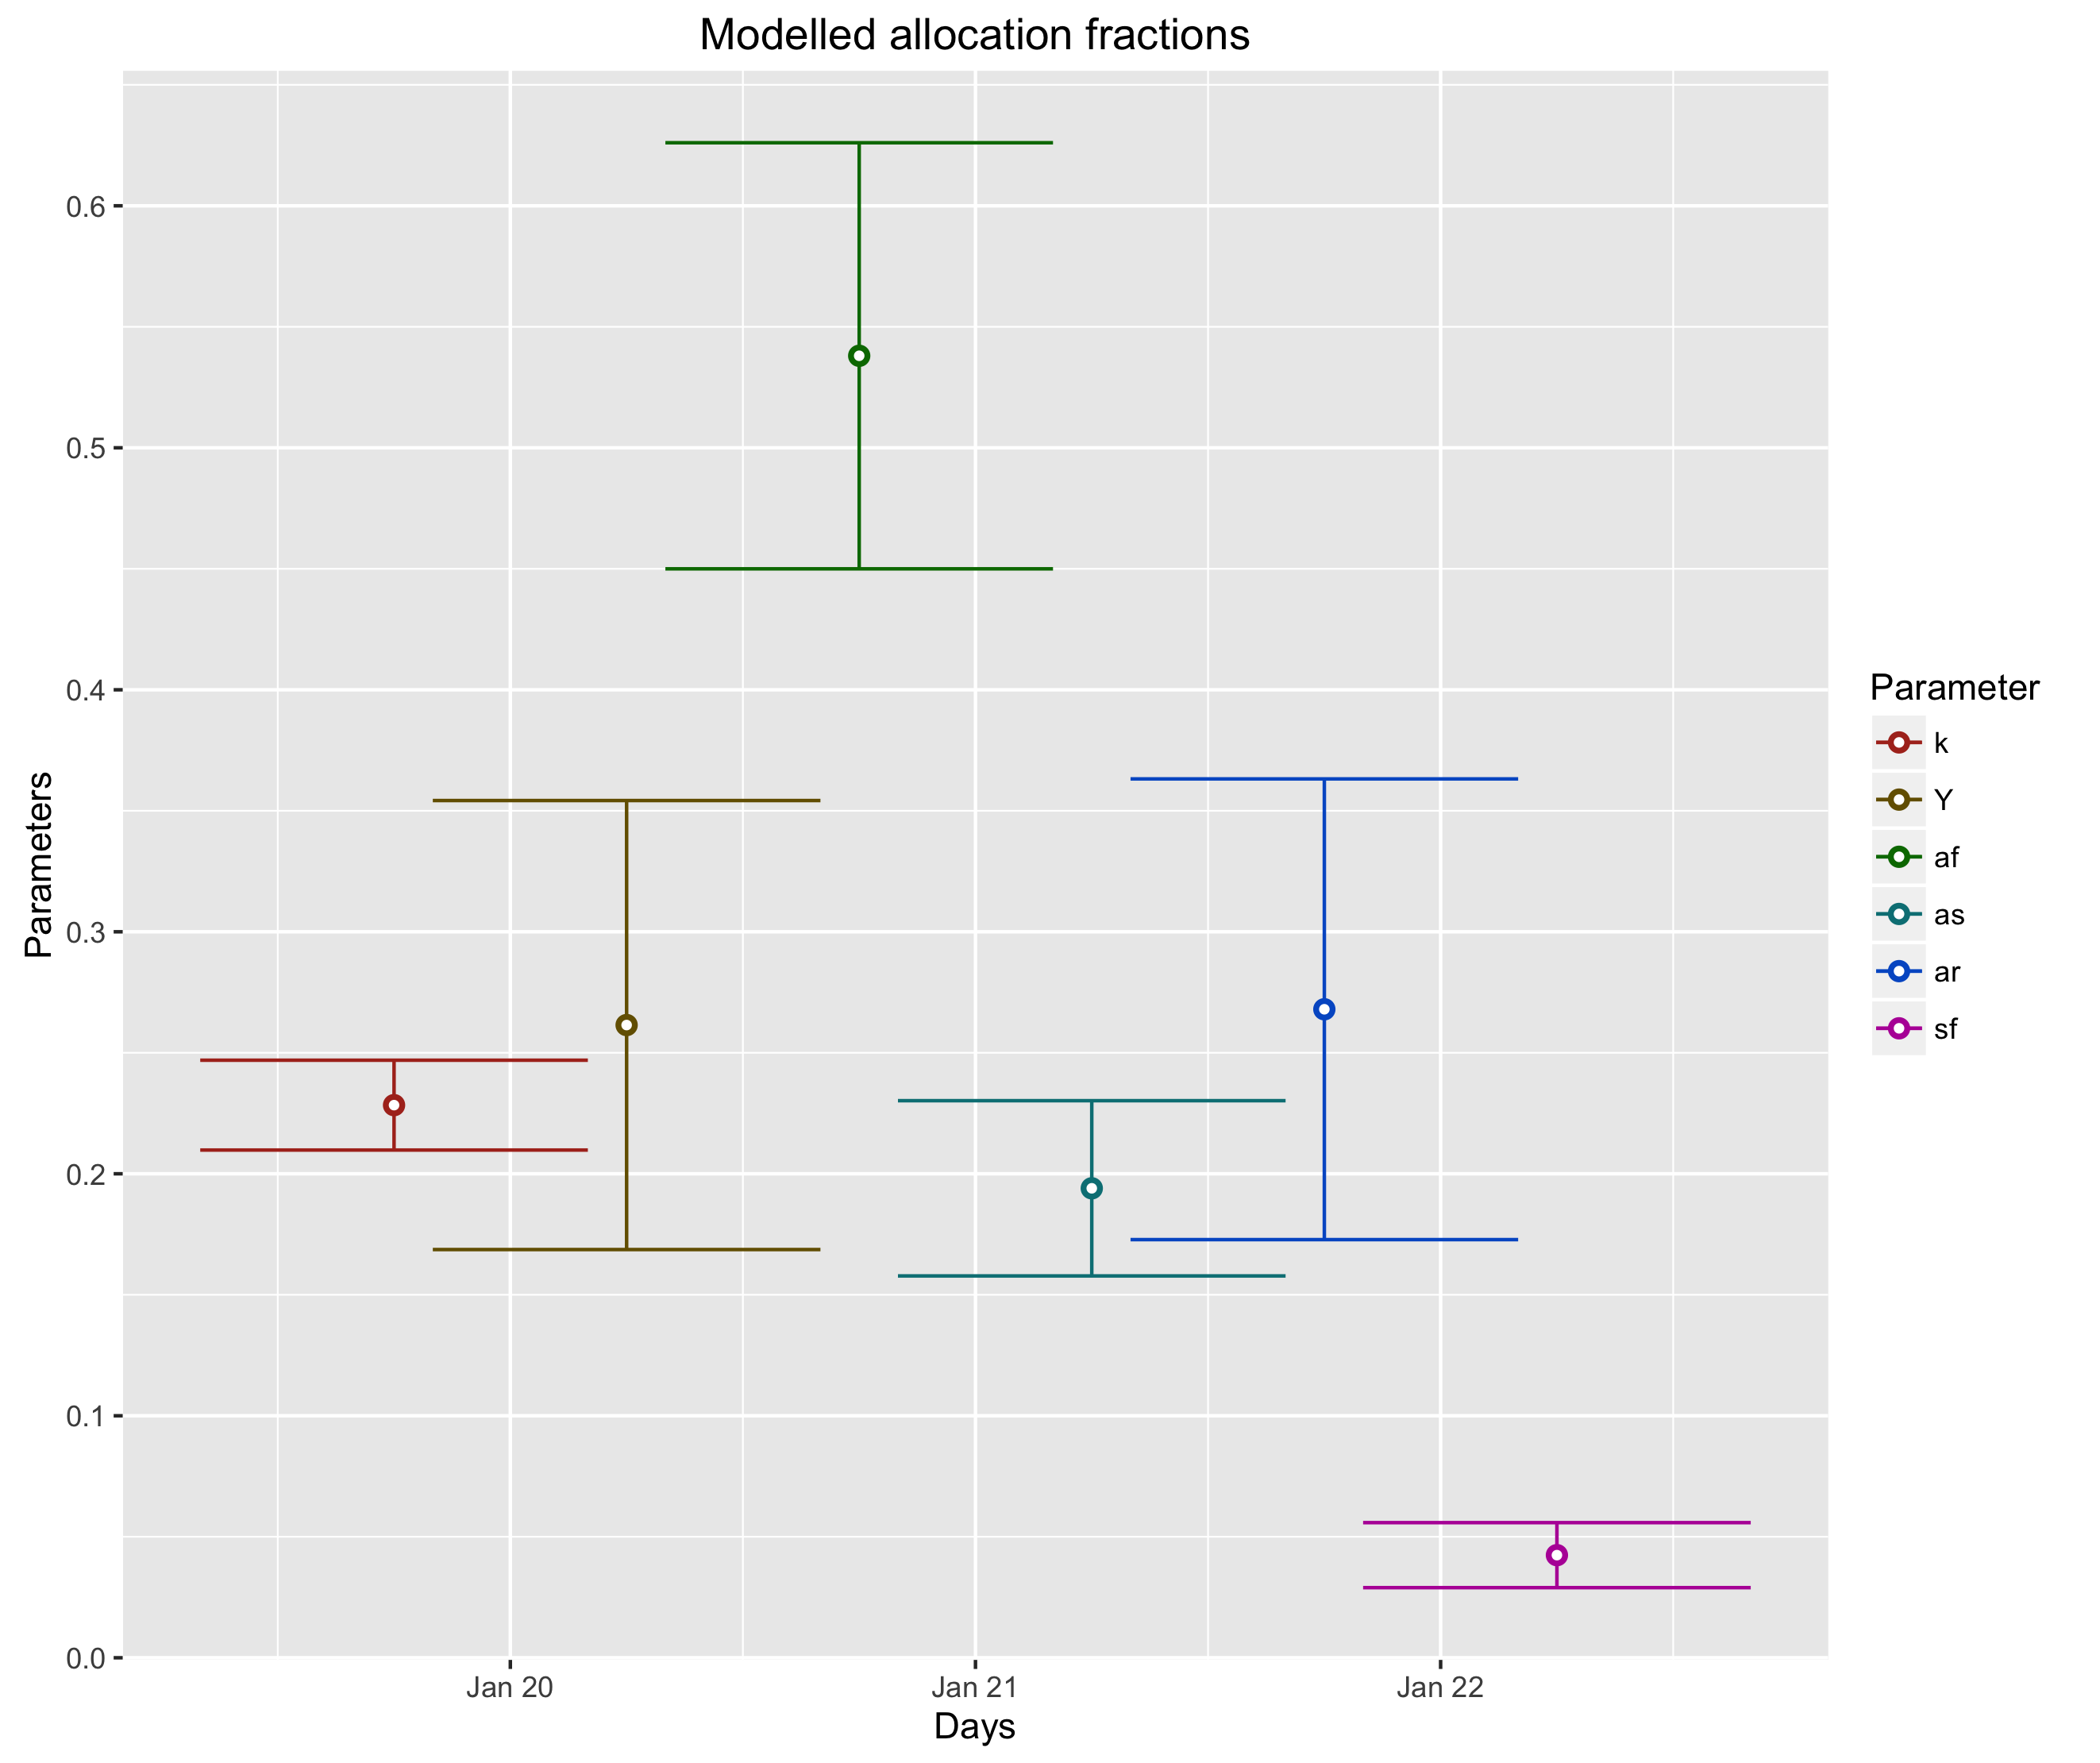 Modelled allocation fractions
0.6
0.5
0.4
0.3
0.2
0.1
0.0
Parameters
Jan 20
Jan 21
Jan 22
Days
Parameter
k
Y
af
as
ar
sf